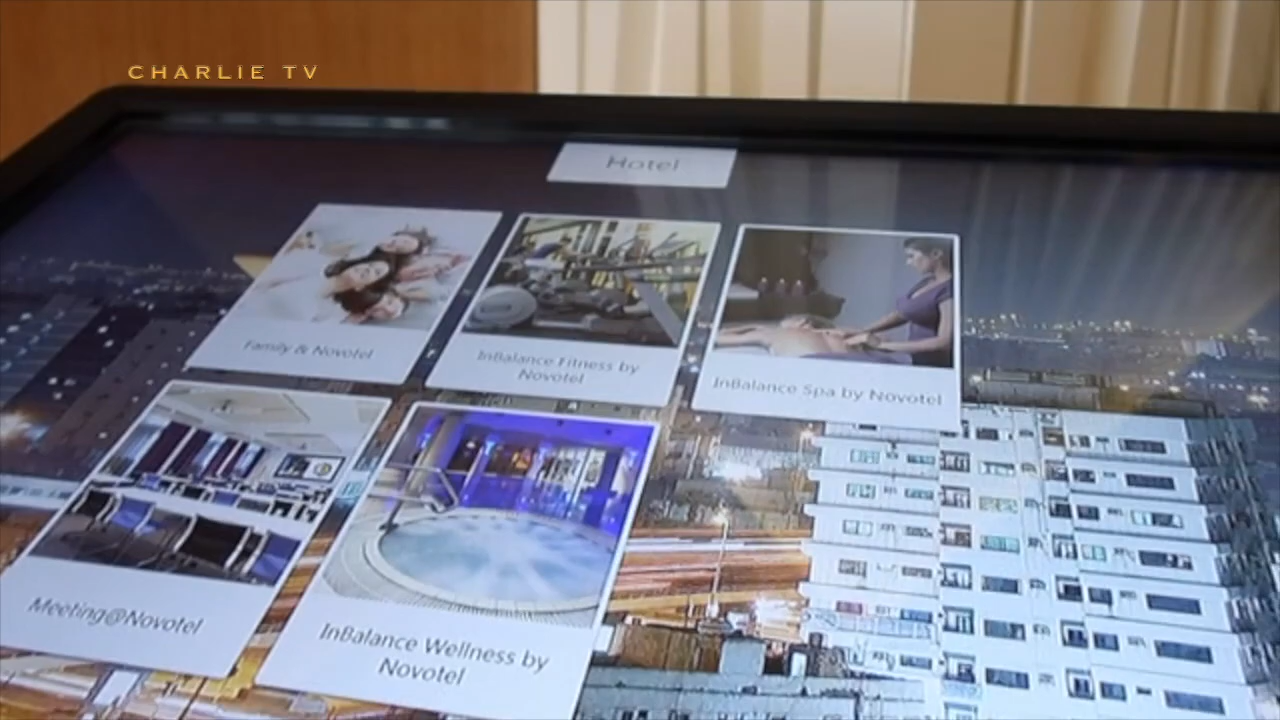 CHARLIE TV
Hotel
Family & Novotel
InBalance Fitness by
Novotel
InBalance Spa by Novotel
Meeting@Novotel
InBalance Wellness by
Novotel